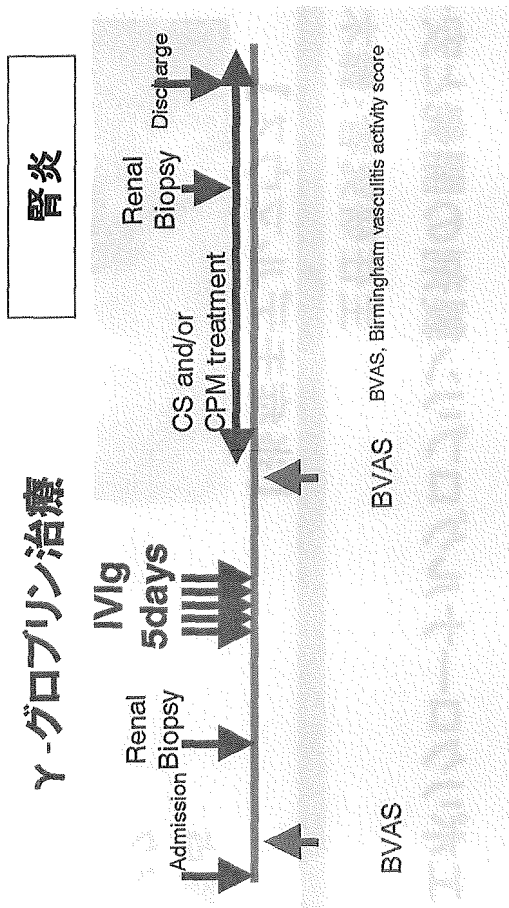 γ-グロブリン治療
腎炎
Admission
Renal
Biopsy
IVIg
5days
CS and/or
CPM treatment
Renal
Biopsy
Discharge
BVAS
BVAS
BVAS, Birmingham vasculitis activity score